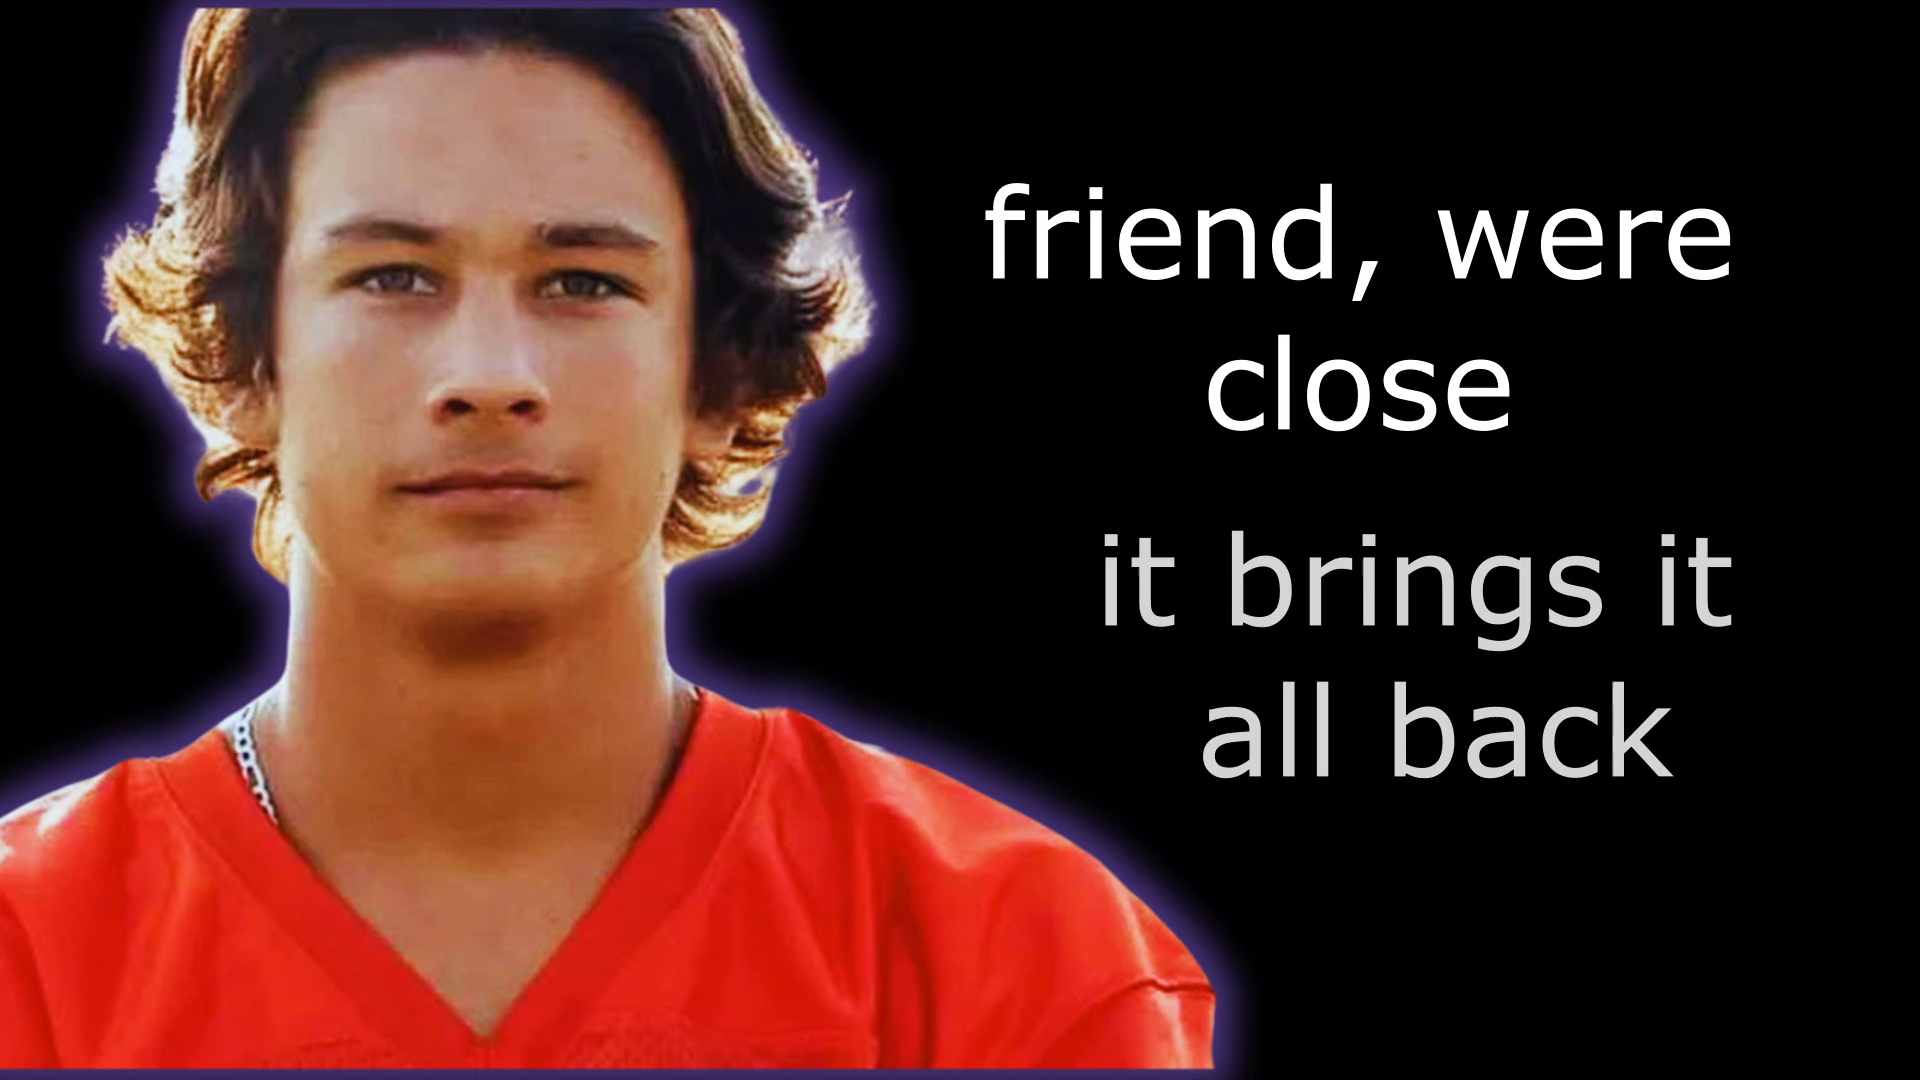 friend, were
close
it brings it
all back